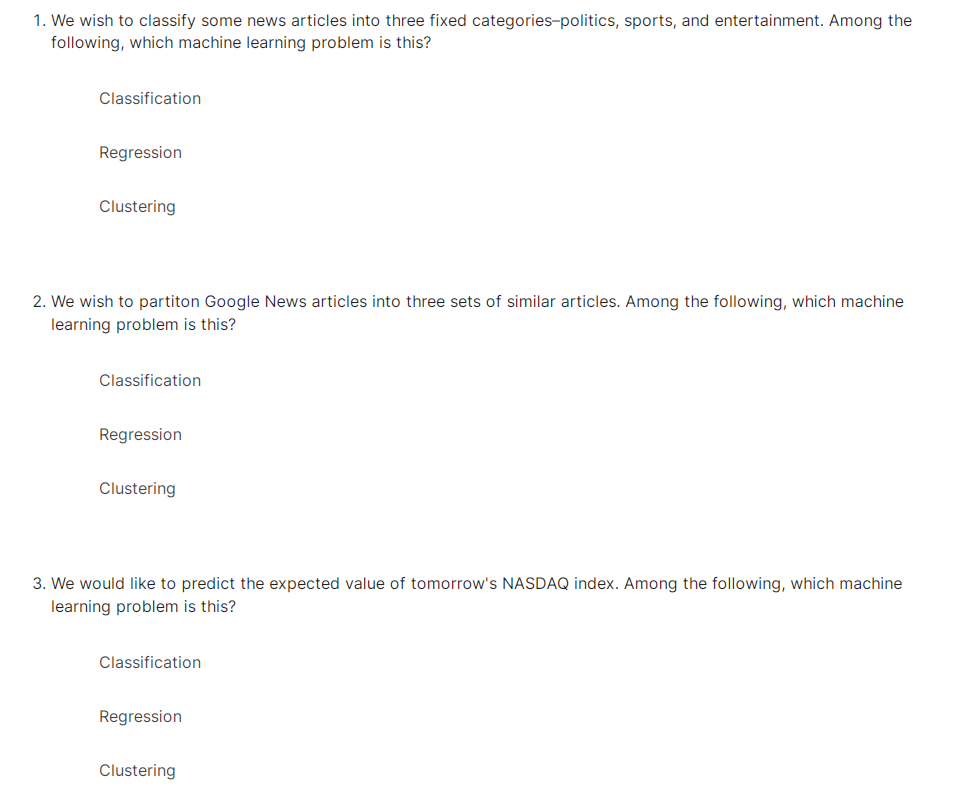 1. We wish to classify some news articles into three fixed categories–politics, sports, and entertainment. Among the
following, which machine learning problem is this?
Classification
Regression
Clustering
2. We wish to partiton Google News articles into three sets of similar articles. Among the following, which machine
learning problem is this?
Classification
Regression
Clustering
3. We would like to predict the expected value of tomorrow's NASDAQ index. Among the following, which machine
learning problem is this?
Classification
Regression
Clustering